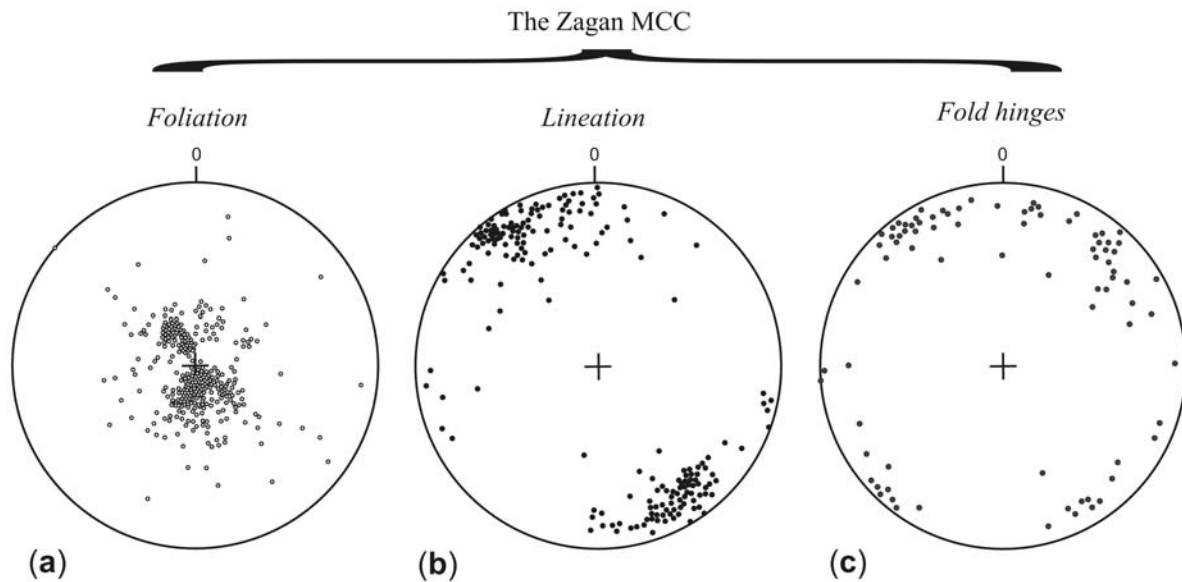 The Zagan MCC
Foliation
Lineation
Fold hinges
0
0
0
(a)
(b)
(c)